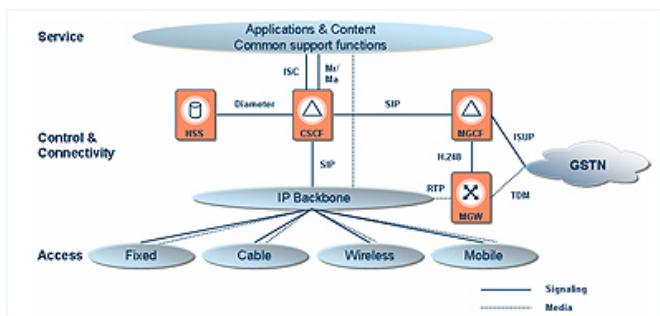 Service
Applications & Content
Common support functions
ISC
Mr/
Ma
Diameter
SIP
HSS
CSCF
MGCF
ISUP
Control &
Connectivity
SIP
H.248
GSTN
IP Backbone
RTP
MGW
TDM
Access
Fixed
Cable
Wireless
Mobile
Signaling
Media